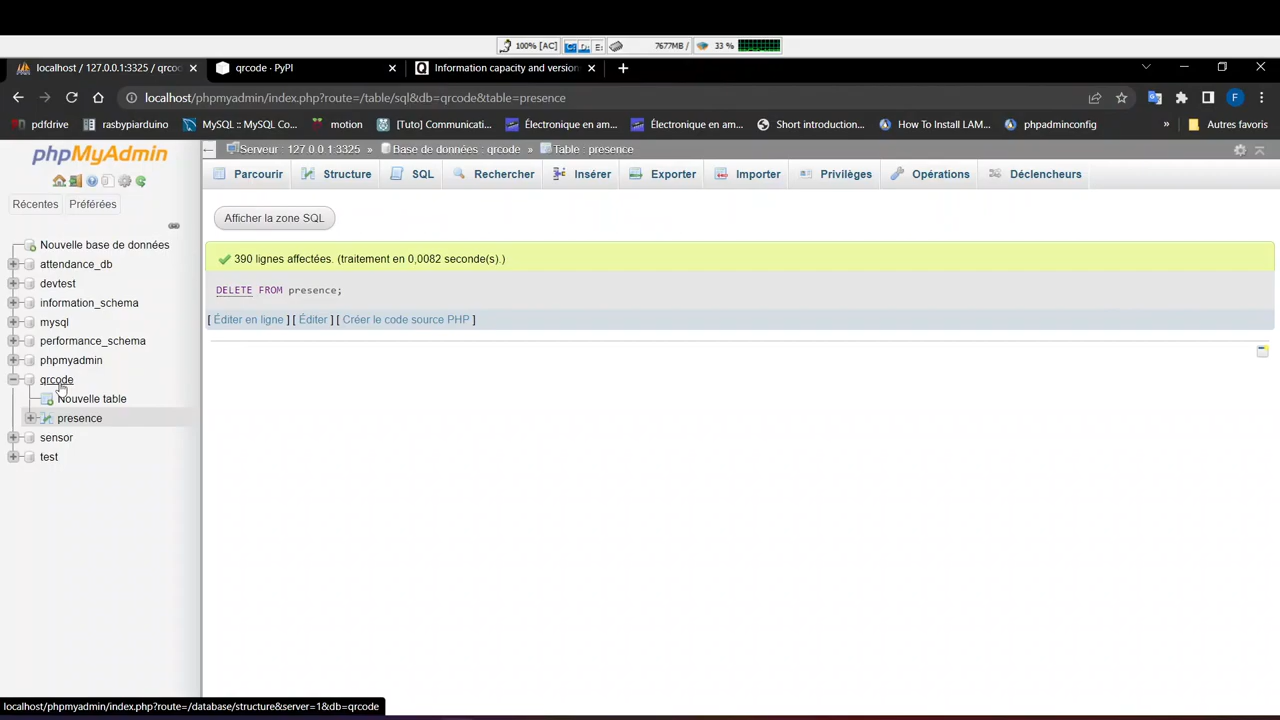 100% [AC] 7677MB / 33 %
localhost / 127.0.0.1:3325 / qrco
qrcode · PyPI
Information capacity and version
localhost/phpmyadmin/index.php?route=/table/sql&db=qrcode&table=presence
F
pdfdrive
rasbypiarduino
MySQL :: MySQL Co...
motion
[Tuto] Communicati...
Électronique en am...
Électronique en am...
Short introduction...
How To Install LAM...
phpadminconfig
»
Autres favoris
phpMyAdmin
Récentes
Préférées
Nouvelle base de données
attendance_db
devtest
information_schema
mysql
performance_schema
phpmyadmin
qrcode
Nouvelle table
presence
sensor
test
Serveur : 127 0 0 1:3325 » Base de données : qrcode » Table : presence
Parcourir
Structure
SQL
Rechercher
Insérer
Exporter
Importer
Privilèges
Opérations
Déclencheurs
Afficher la zone SQL
390 lignes affectées. (traitement en 0,0082 seconde(s).)
DELETE FROM presence;
[ Éditer en ligne ] [ Éditer ] [ Créer le code source PHP ]
localhost/phpmyadmin/index.php?route=/database/structure&server=1&db=qrcode